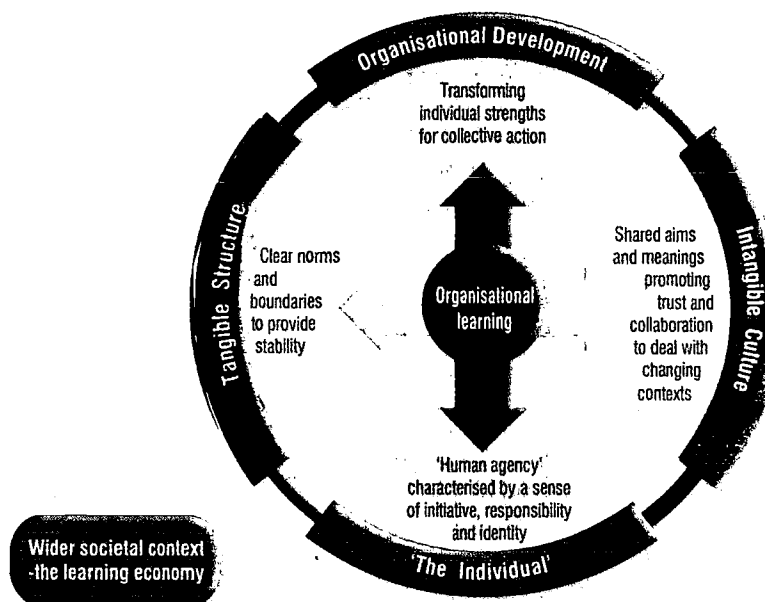 Organisational Development
Transforming
individual strengths
for collective action
Tangible Structure
Clear norms
and
boundaries
to provide
stability
Organisational
learning
Shared aims
and meanings
promoting
trust and
collaboration
to deal with
changing
contexts
Intangible Culture
'Human agency'
characterised by a sense
of initiative, responsibility
and identity
'The Individual'
Wider societal context
-the learning economy